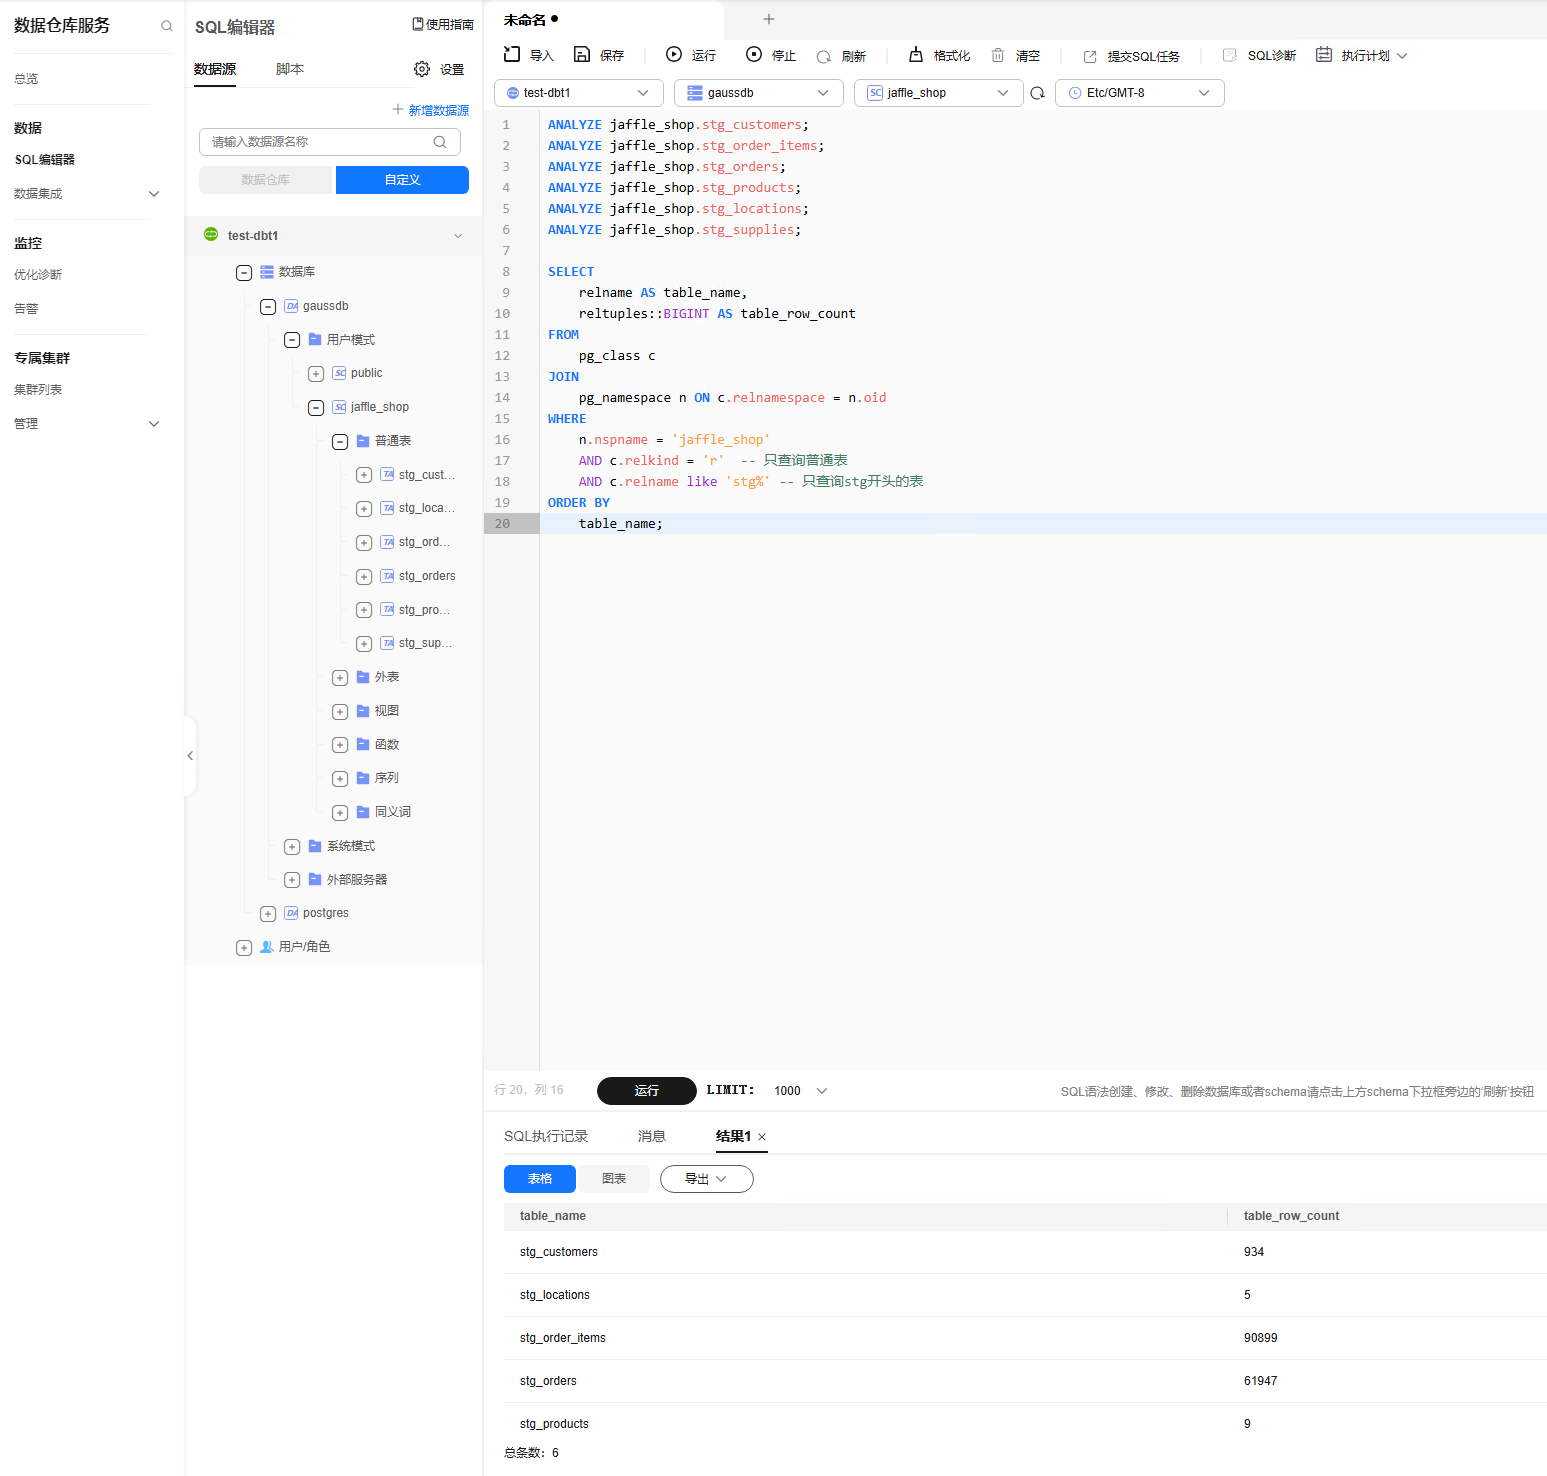 数据仓库服务
总览
数据
SQL编辑器
数据集成
监控
优化诊断
告警
专属集群
集群列表
管理
SQL编辑器
使用指南
数据源
脚本
设置
新增数据源
请输入数据源名称
数据仓库
自定义
test-dbt1
数据库
DA gaussdb
用户模式
SC public
SC jaffle_shop
普通表
TA stg_cust...
TA stg_loca...
TA stg_ord...
TA stg_orders
TA stg_pro...
TA stg_sup...
外表
视图
函数
序列
同义词
系统模式
外部服务器
DA postgres
用户/角色
未命名
导入 保存 运行 停止 刷新 格式化 清空 提交SQL任务 SQL诊断 执行计划
test-dbt1 gaussdb SC jaffle_shop Etc/GMT-8
1 ANALYZE jaffle_shop.stg_customers;
2 ANALYZE jaffle_shop.stg_order_items;
3 ANALYZE jaffle_shop.stg_orders;
4 ANALYZE jaffle_shop.stg_products;
5 ANALYZE jaffle_shop.stg_locations;
6 ANALYZE jaffle_shop.stg_supplies;
7
8 SELECT
9 relname AS table_name,
10 reltuples::BIGINT AS table_row_count
11 FROM
12 pg_class c
13 JOIN
14 pg_namespace n ON c.relnamespace = n.oid
15 WHERE
16 n.nspname = 'jaffle_shop'
17 AND c.relkind = 'r' -- 只查询普通表
18 AND c.relname like 'stg%' -- 只查询stg开头的表
19 ORDER BY
20 table_name;
行 20，列 16
运行
LIMIT: 1000
SQL语法创建、修改、删除数据库或者schema请点击上方schema下拉框旁边的‘刷新’按钮
SQL执行记录 消息 结果1
表格 图表 导出
table_name table_row_count
stg_customers 934
stg_locations 5
stg_order_items 90899
stg_orders 61947
stg_products 9
总条数：6